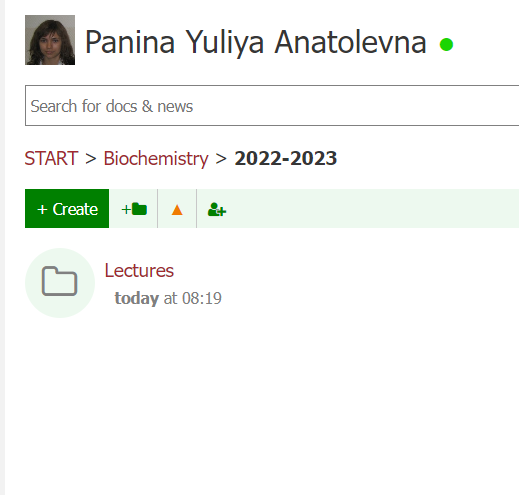 Panina Yuliya Anatolevna
Search for docs & news
START > Biochemistry > 2022-2023
+ Create +
Lectures
today at 08:19